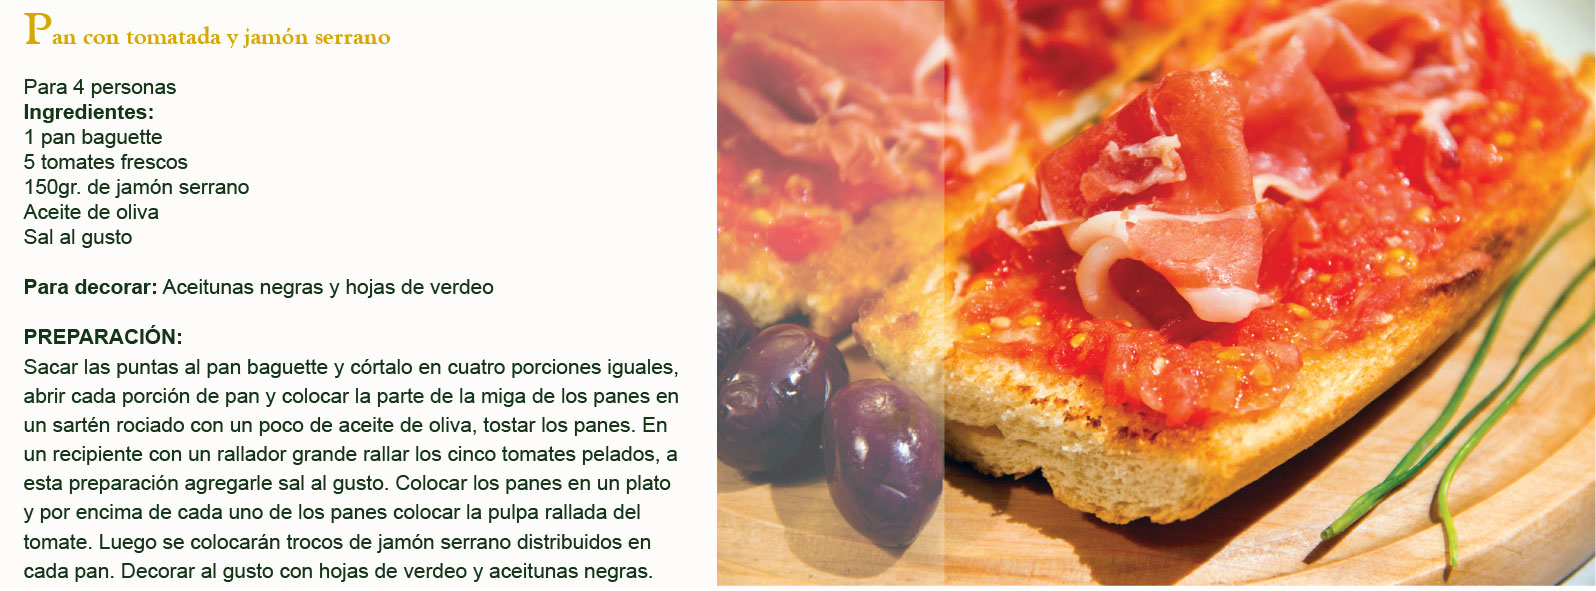 Pan con tomatada y jamón serrano
Para 4 personas
Ingredientes:
1 pan baguette
5 tomates frescos
150gr. de jamón serrano
Aceite de oliva
Sal al gusto
Para decorar: Aceitunas negras y hojas de verdeo
PREPARACIÓN:
Sacar las puntas al pan baguette y córtalo en cuatro porciones iguales,
abrir cada porción de pan y colocar la parte de la miga de los panes en
un sartén rociado con un poco de aceite de oliva, tostar los panes. En
un recipiente con un rallador grande rallar los cinco tomates pelados, a
esta preparación agregarle sal al gusto. Colocar los panes en un plato
y por encima de cada uno de los panes colocar la pulpa rallada del
tomate. Luego se colocarán trocos de jamón serrano distribuidos en
cada pan. Decorar al gusto con hojas de verdeo y aceitunas negras.